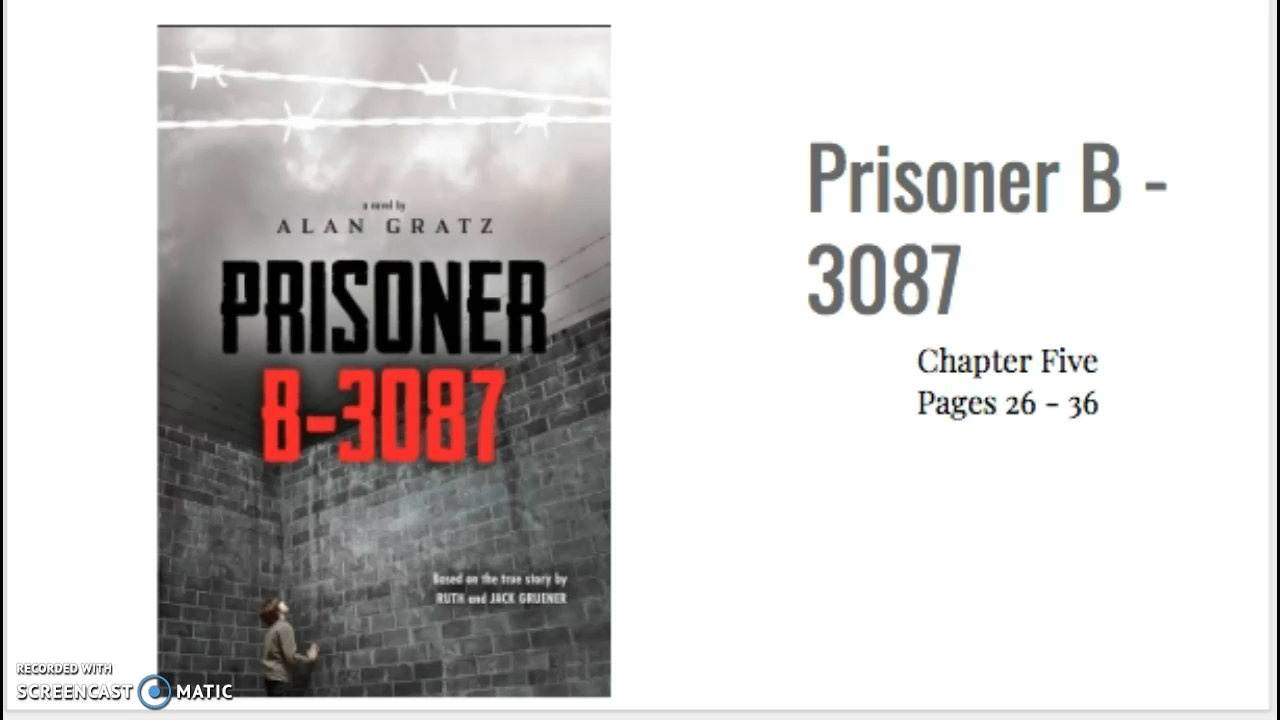 a novel by
ALAN GRATZ
PRISONER
B-3087
Based on the true story by
RUTH and JACK GRUENER
Prisoner B -
3087
Chapter Five
Pages 26 - 36
RECORDED WITH
SCREENCAST MATIC